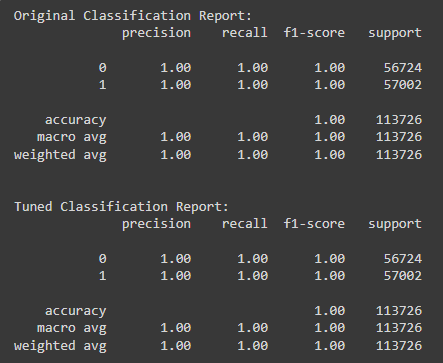 Original Classification Report:
precision recall f1-score support
0 1.00 1.00 1.00 56724
1 1.00 1.00 1.00 57002
accuracy 1.00 113726
macro avg 1.00 1.00 1.00 113726
weighted avg 1.00 1.00 1.00 113726
Tuned Classification Report:
precision recall f1-score support
0 1.00 1.00 1.00 56724
1 1.00 1.00 1.00 57002
accuracy 1.00 113726
macro avg 1.00 1.00 1.00 113726
weighted avg 1.00 1.00 1.00 113726